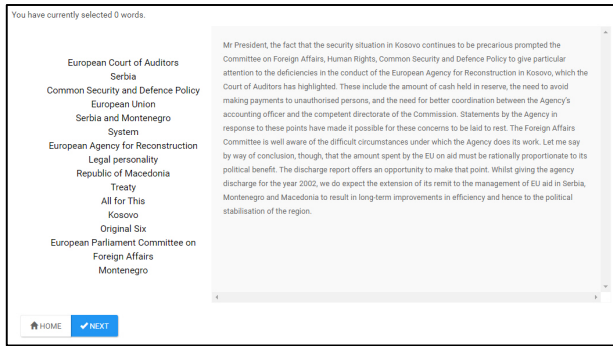 You have currently selected 0 words.
European Court of Auditors
Serbia
Common Security and Defence Policy
European Union
Serbia and Montenegro
System
European Agency for Reconstruction
Legal personality
Republic of Macedonia
Treaty
All for This
Kosovo
Original Six
European Parliament Committee on
Foreign Affairs
Montenegro
Mr President, the fact that the security situation in Kosovo continues to be precarious prompted the
Committee on Foreign Affairs, Human Rights, Common Security and Defence Policy to give particular
attention to the deficiencies in the conduct of the European Agency for Reconstruction in Kosovo, which the
Court of Auditors has highlighted. These include the amount of cash held in reserve, the need to avoid
making payments to unauthorised persons, and the need for better coordination between the Agency's
accounting officer and the competent directorate of the Commission. Statements by the Agency in
response to these points have made it possible for these concerns to be laid to rest. The Foreign Affairs
Committee is well aware of the difficult circumstances under which the Agency does its work. Let me say
by way of conclusion, though, that the amount spent by the EU on aid must be rationally proportionate to its
political benefit. The discharge report offers an opportunity to make that point. Whilst giving the agency
discharge for the year 2002, we do expect the extension of its remit to the management of EU aid in Serbia,
Montenegro and Macedonia to result in long-term improvements in efficiency and hence to the political
stabilisation of the region.
HOME
NEXT